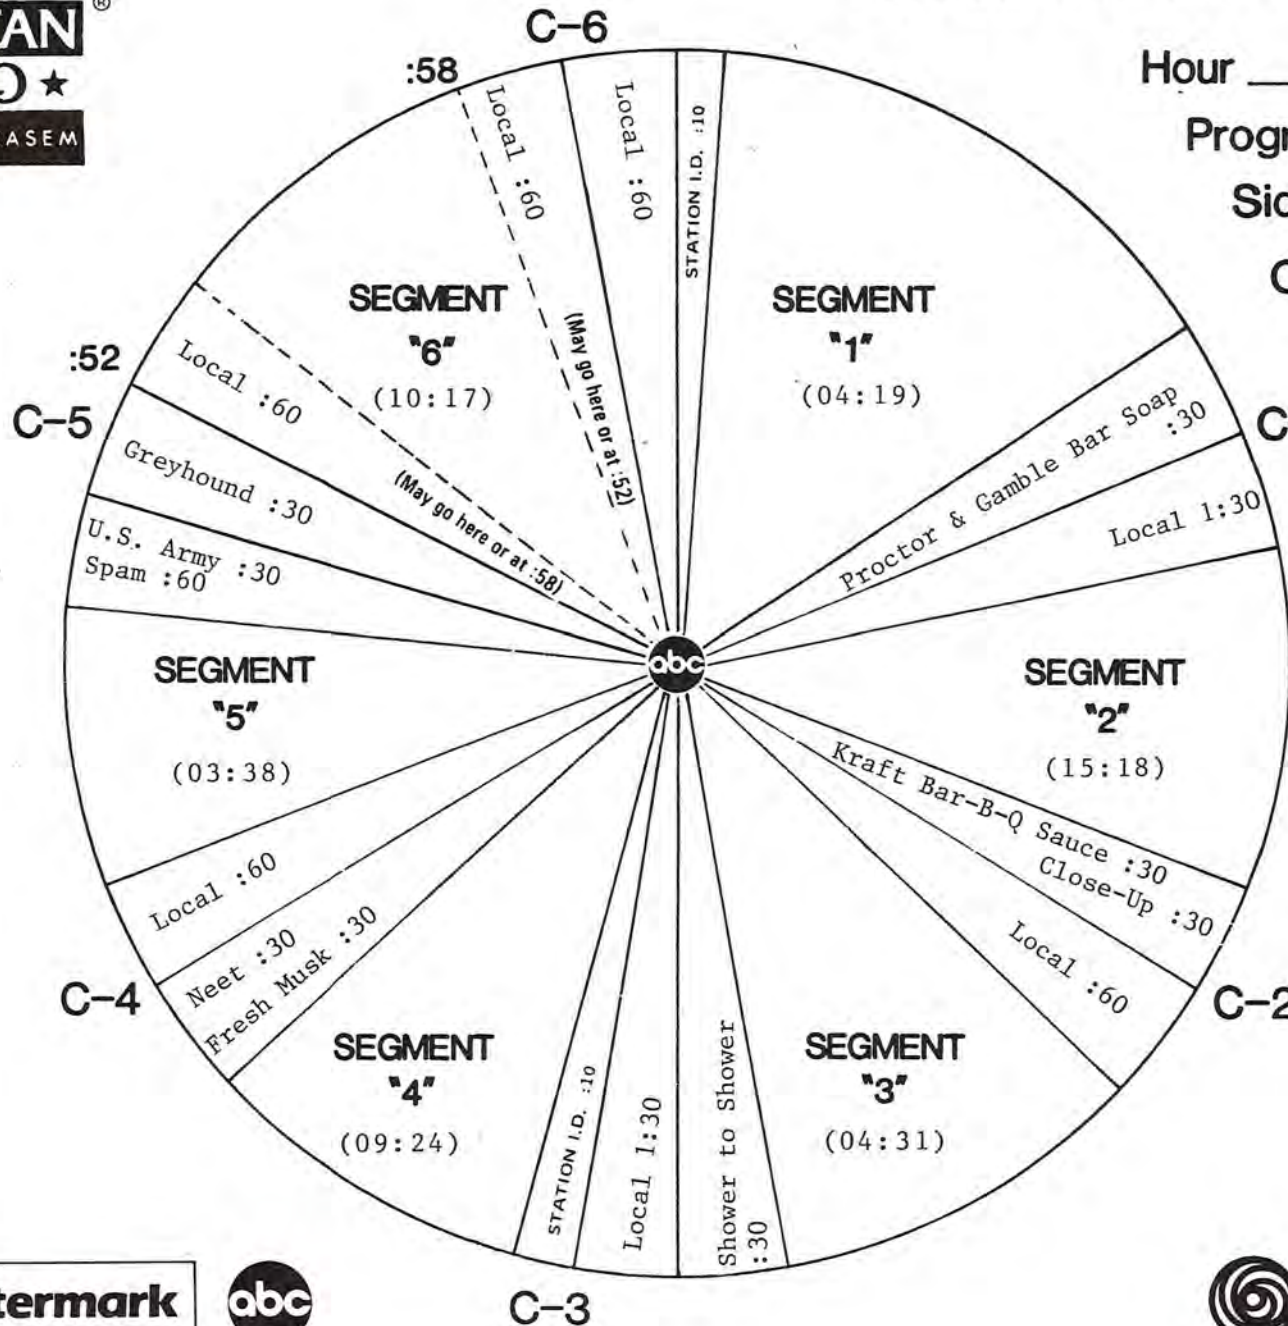 ®
C-6
:58
Hour
Local :60
Local :60
STATION I.D. :10
SEGMENT
"6"
(10:17)
(May go here or at :52)
SEGMENT
"1"
(04:19)
:52
C-5
Local :60
(May go here or at :58)
Greyhound :30
U.S. Army :30
Spam :60
Proctor & Gamble Bar Soap
:30
Local 1:30
abc
SEGMENT
"5"
(03:38)
SEGMENT
"2"
(15:18)
Kraft Bar-B-Q Sauce :30
Close-Up :30
Local :60
C-2
Local :60
Neet :30
Fresh Musk :30
C-4
SEGMENT
"4"
(09:24)
STATION I.D. :10
Local 1:30
Shower to Shower
:30
SEGMENT
"3"
(04:31)
C-3
abc